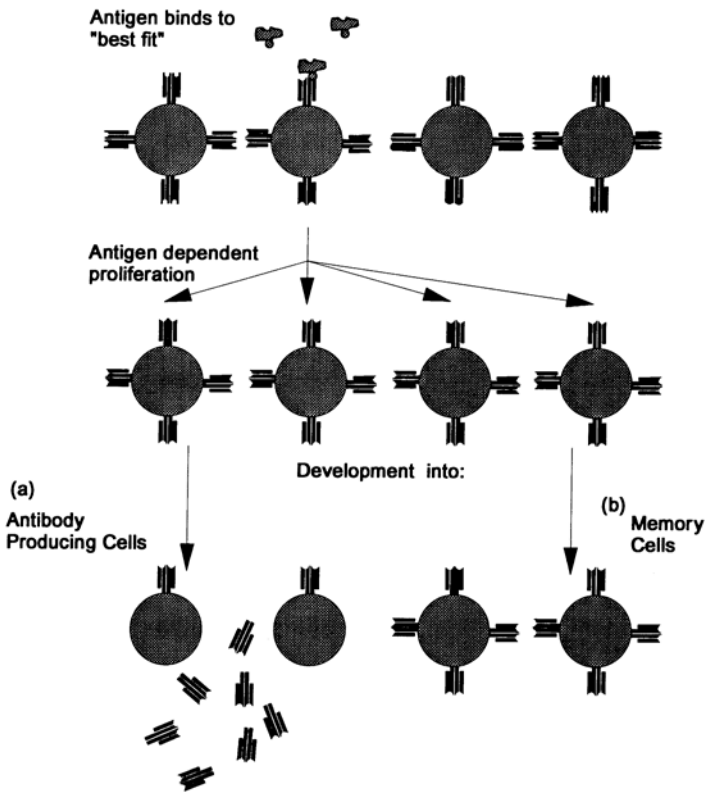 Antigen binds to
"best fit"
Antigen dependent
proliferation
Development into:
(a)
Antibody
Producing Cells
(b)
Memory
Cells